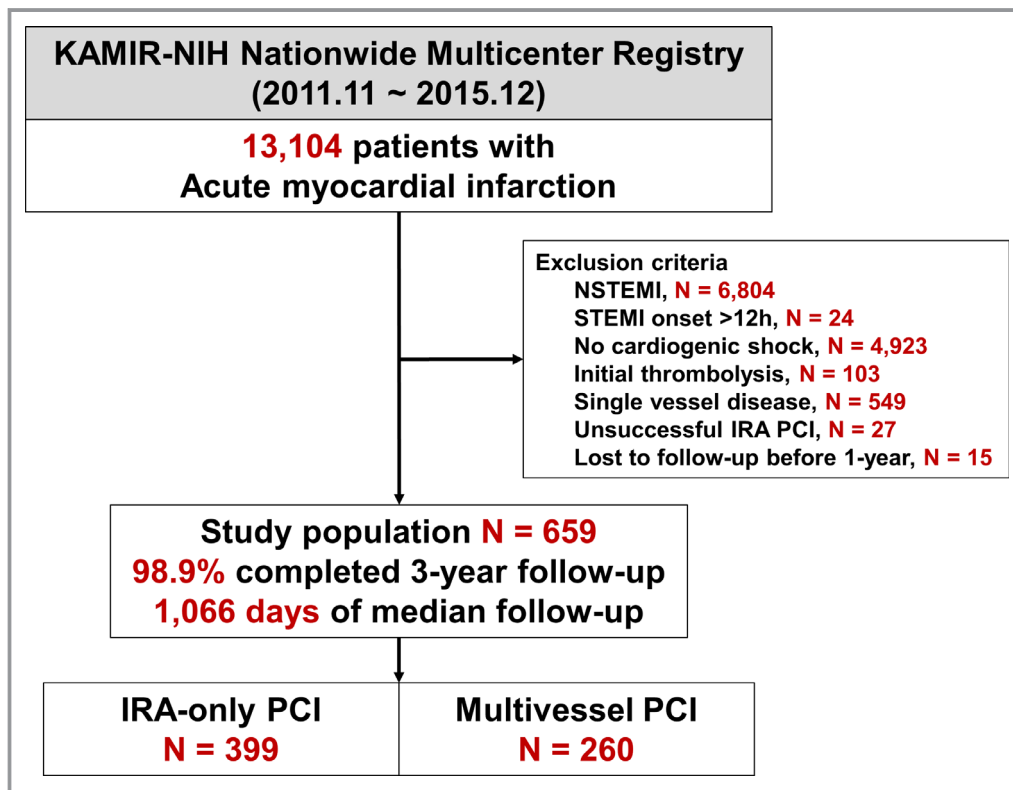 KAMIR-NIH Nationwide Multicenter Registry
(2011.11 ~ 2015.12)
13,104 patients with
Acute myocardial infarction
Exclusion criteria
NSTEMI, N = 6,804
STEMI onset >12h, N = 24
No cardiogenic shock, N = 4,923
Initial thrombolysis, N = 103
Single vessel disease, N = 549
Unsuccessful IRA PCI, N = 27
Lost to follow-up before 1-year, N = 15
Study population N = 659
98.9% completed 3-year follow-up
1,066 days of median follow-up
IRA-only PCI
N = 399
Multivessel PCI
N = 260